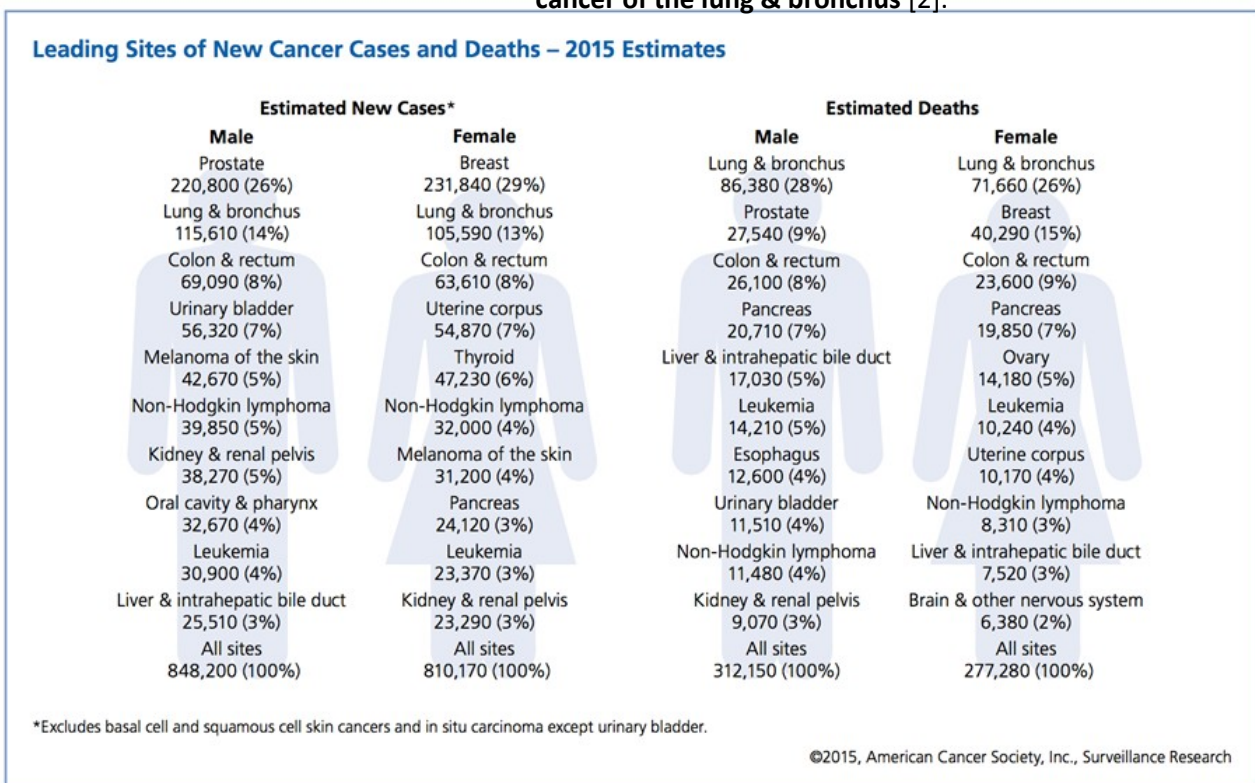 cancer of the lung & bronchus [2].
Leading Sites of New Cancer Cases and Deaths – 2015 Estimates
Estimated New Cases*
Male
Prostate
220,800 (26%)
Lung & bronchus
115,610 (14%)
Colon & rectum
69,090 (8%)
Urinary bladder
56,320 (7%)
Melanoma of the skin
42,670 (5%)
Non-Hodgkin lymphoma
39,850 (5%)
Kidney & renal pelvis
38,270 (5%)
Oral cavity & pharynx
32,670 (4%)
Leukemia
30,900 (4%)
Liver & intrahepatic bile duct
25,510 (3%)
All sites
848,200 (100%)
Female
Breast
231,840 (29%)
Lung & bronchus
105,590 (13%)
Colon & rectum
63,610 (8%)
Uterine corpus
54,870 (7%)
Thyroid
47,230 (6%)
Non-Hodgkin lymphoma
32,000 (4%)
Melanoma of the skin
31,200 (4%)
Pancreas
24,120 (3%)
Leukemia
23,370 (3%)
Kidney & renal pelvis
23,290 (3%)
All sites
810,170 (100%)
Estimated Deaths
Male
Lung & bronchus
86,380 (28%)
Prostate
27,540 (9%)
Colon & rectum
26,100 (8%)
Pancreas
20,710 (7%)
Liver & intrahepatic bile duct
17,030 (5%)
Leukemia
14,210 (5%)
Esophagus
12,600 (4%)
Urinary bladder
11,510 (4%)
Non-Hodgkin lymphoma
11,480 (4%)
Kidney & renal pelvis
9,070 (3%)
All sites
312,150 (100%)
Female
Lung & bronchus
71,660 (26%)
Breast
40,290 (15%)
Colon & rectum
23,600 (9%)
Pancreas
19,850 (7%)
Ovary
14,180 (5%)
Leukemia
10,240 (4%)
Uterine corpus
10,170 (4%)
Non-Hodgkin lymphoma
8,310 (3%)
Liver & intrahepatic bile duct
7,520 (3%)
Brain & other nervous system
6,380 (2%)
All sites
277,280 (100%)
*Excludes basal cell and squamous cell skin cancers and in situ carcinoma except urinary bladder.
©2015, American Cancer Society, Inc., Surveillance Research